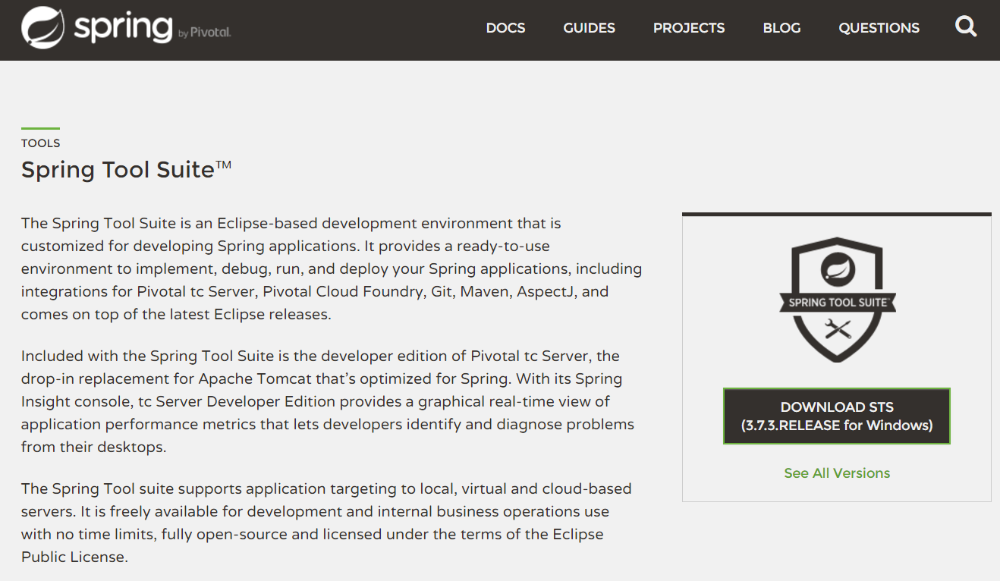 spring by Pivotal.
DOCS
GUIDES
PROJECTS
BLOG
QUESTIONS
TOOLS
Spring Tool Suite™
The Spring Tool Suite is an Eclipse-based development environment that is
customized for developing Spring applications. It provides a ready-to-use
environment to implement, debug, run, and deploy your Spring applications, including
integrations for Pivotal tc Server, Pivotal Cloud Foundry, Git, Maven, AspectJ, and
comes on top of the latest Eclipse releases.
Included with the Spring Tool Suite is the developer edition of Pivotal tc Server, the
drop-in replacement for Apache Tomcat that’s optimized for Spring. With its Spring
Insight console, tc Server Developer Edition provides a graphical real-time view of
application performance metrics that lets developers identify and diagnose problems
from their desktops.
The Spring Tool suite supports application targeting to local, virtual and cloud-based
servers. It is freely available for development and internal business operations use
with no time limits, fully open-source and licensed under the terms of the Eclipse
Public License.
SPRING TOOL SUITE™
DOWNLOAD STS
(3.7.3.RELEASE for Windows)
See All Versions